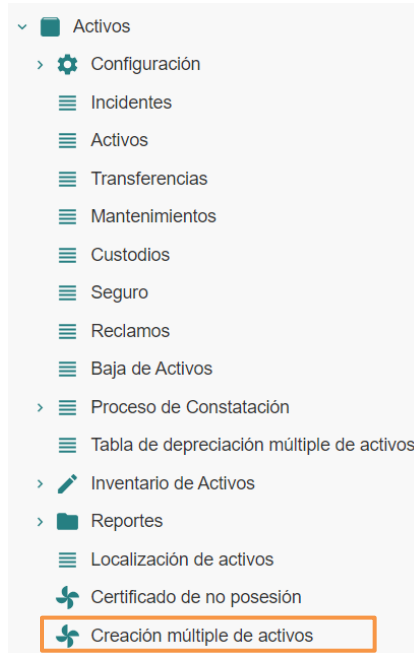 Activos
Configuración
Incidentes
Activos
Transferencias
Mantenimientos
Custodios
Seguro
Reclamos
Baja de Activos
Proceso de Constatación
Tabla de depreciación múltiple de activos
Inventario de Activos
Reportes
Localización de activos
Certificado de no posesión
Creación múltiple de activos